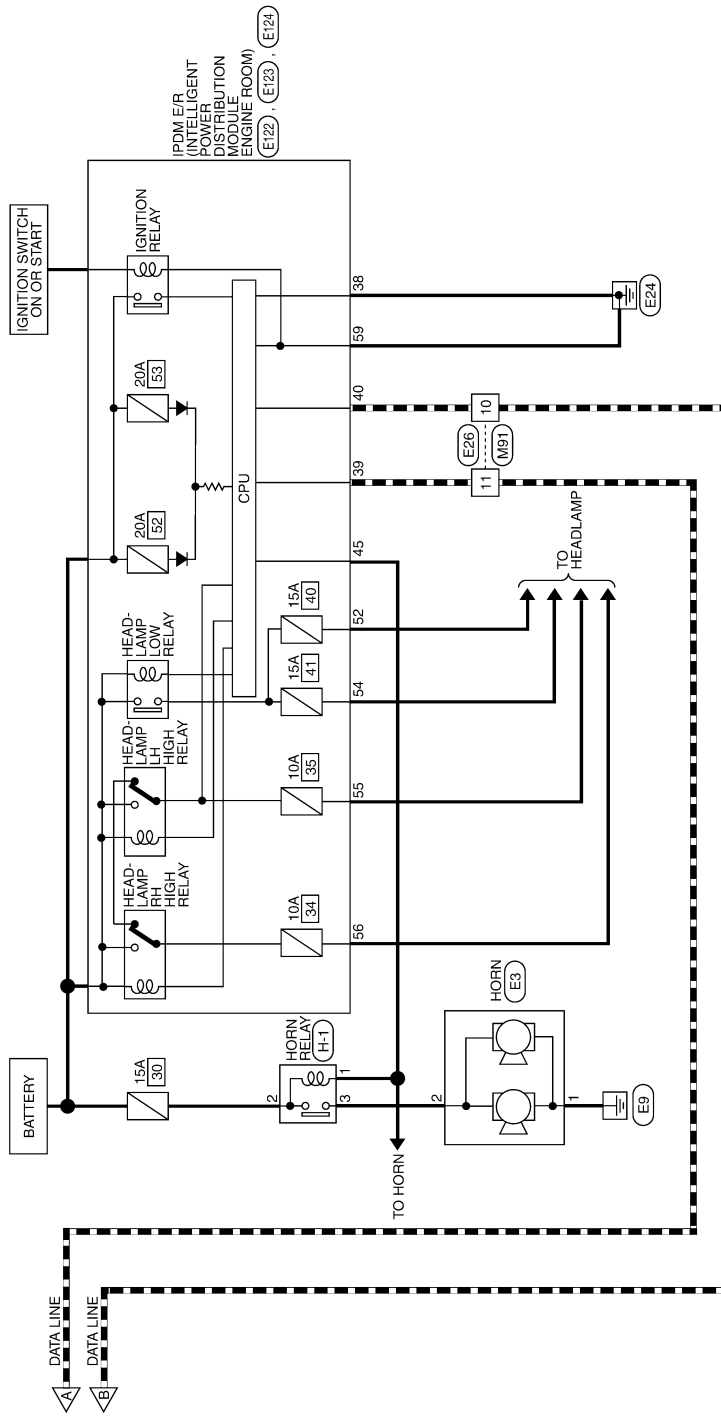 BATTERY
IGNITION SWITCH
ON OR START
IPDM E/R
(INTELLIGENT
POWER
DISTRIBUTION
MODULE
ENGINE ROOM)
E122 , E123 , E124
15A
30
HEAD-
LAMP
RH
HIGH
RELAY
HEAD-
LAMP
LH
HIGH
RELAY
HEAD-
LAMP
LOW
RELAY
20A
52
20A
53
IGNITION
RELAY
CPU
10A
34
10A
35
15A
41
15A
40
56
55
54
52
45
39
40
59
38
HORN
RELAY
H-1
2
1
3
TO HORN
HORN
E3
2
1
E9
TO
HEADLAMP
11
10
E26
M91
E24
A
DATA LINE
B
DATA LINE